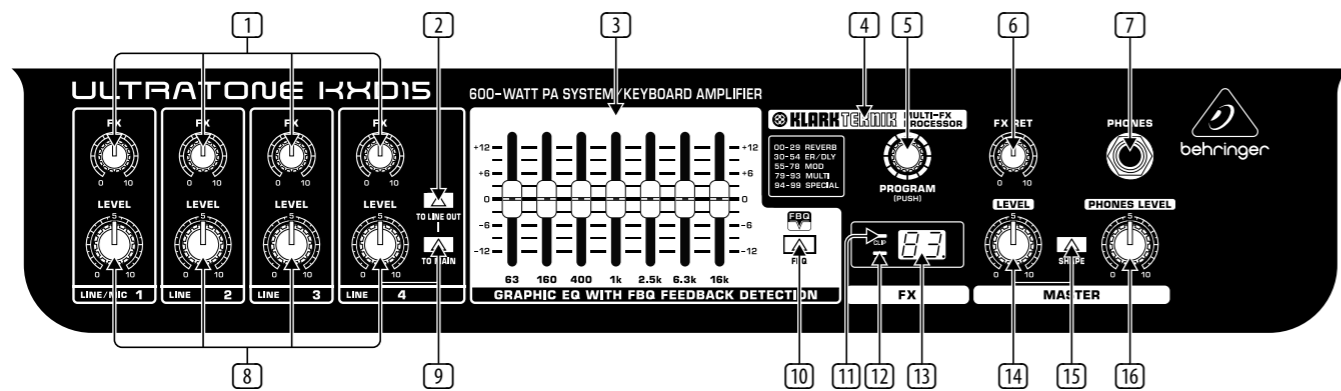 1 2 3 4 5 6 7
ULTRATONE KXD15
600-WATT PA SYSTEM/KEYBOARD AMPLIFIER
KLARK TEKNIK MULTI-FX PROCESSOR
behringer
FX FX FX FX
0 10 0 10 0 10 0 10
LEVEL LEVEL LEVEL LEVEL
5 5 5 5
0 10 0 10 0 10 0 10
TO LINE OUT
TO MAIN
LINE/MIC 1 LINE 2 LINE 3 LINE 4
+12 +12
+6 +6
0 0
-6 -6
-12 -12
63 160 400 1k 2.5k 6.3k 16k
GRAPHIC EQ WITH FBQ FEEDBACK DETECTION
FBQ
FBQ
00-29 REVERB
30-54 ER/DLY
55-78 MOD
79-93 MULTI
94-99 SPECIAL
PROGRAM
(PUSH)
CLIP
83
FX
FX RET
0 10
PHONES
LEVEL
5
0 10
SHAPE
PHONES LEVEL
5
0 10
MASTER
8 9 10 11 12 13 14 15 16